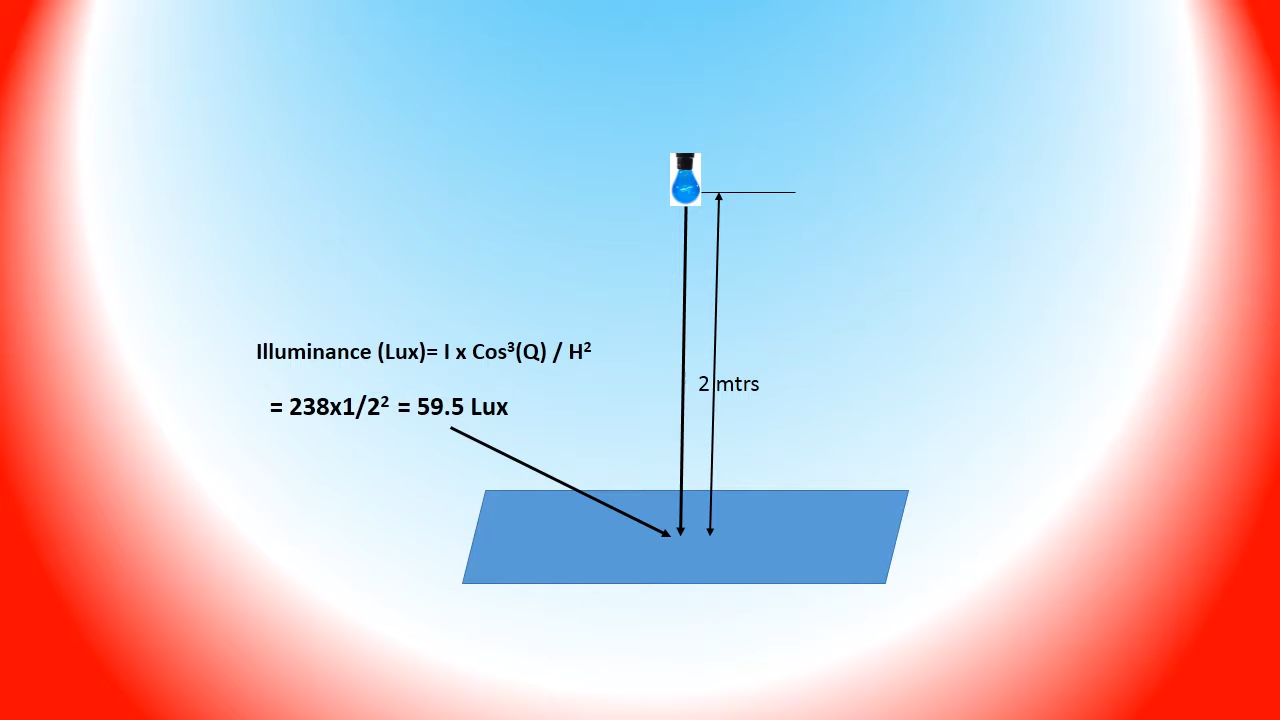 Illuminance (Lux)= I x Cos³(Q) / H²
2 mtrs
= 238x1/2² = 59.5 Lux